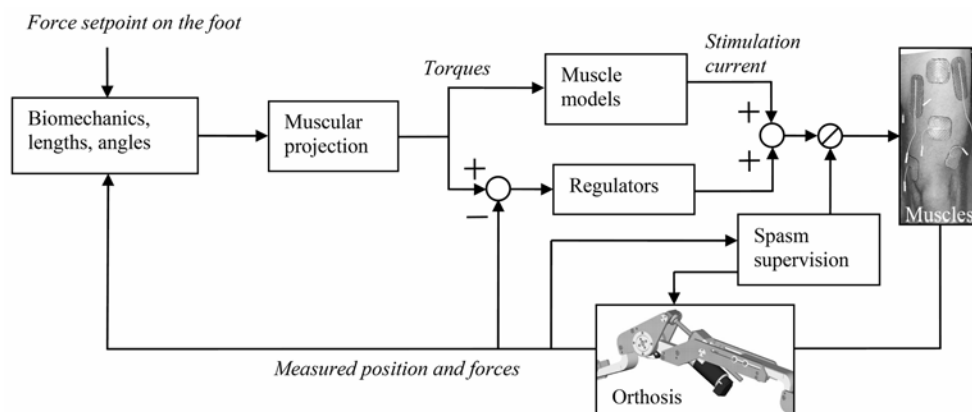 Force setpoint on the foot
Biomechanics,
lengths, angles
Muscular
projection
Torques
Muscle
models
Stimulation
current
+
+
+
−
Regulators
Spasm
supervision
Muscles
Measured position and forces
Orthosis